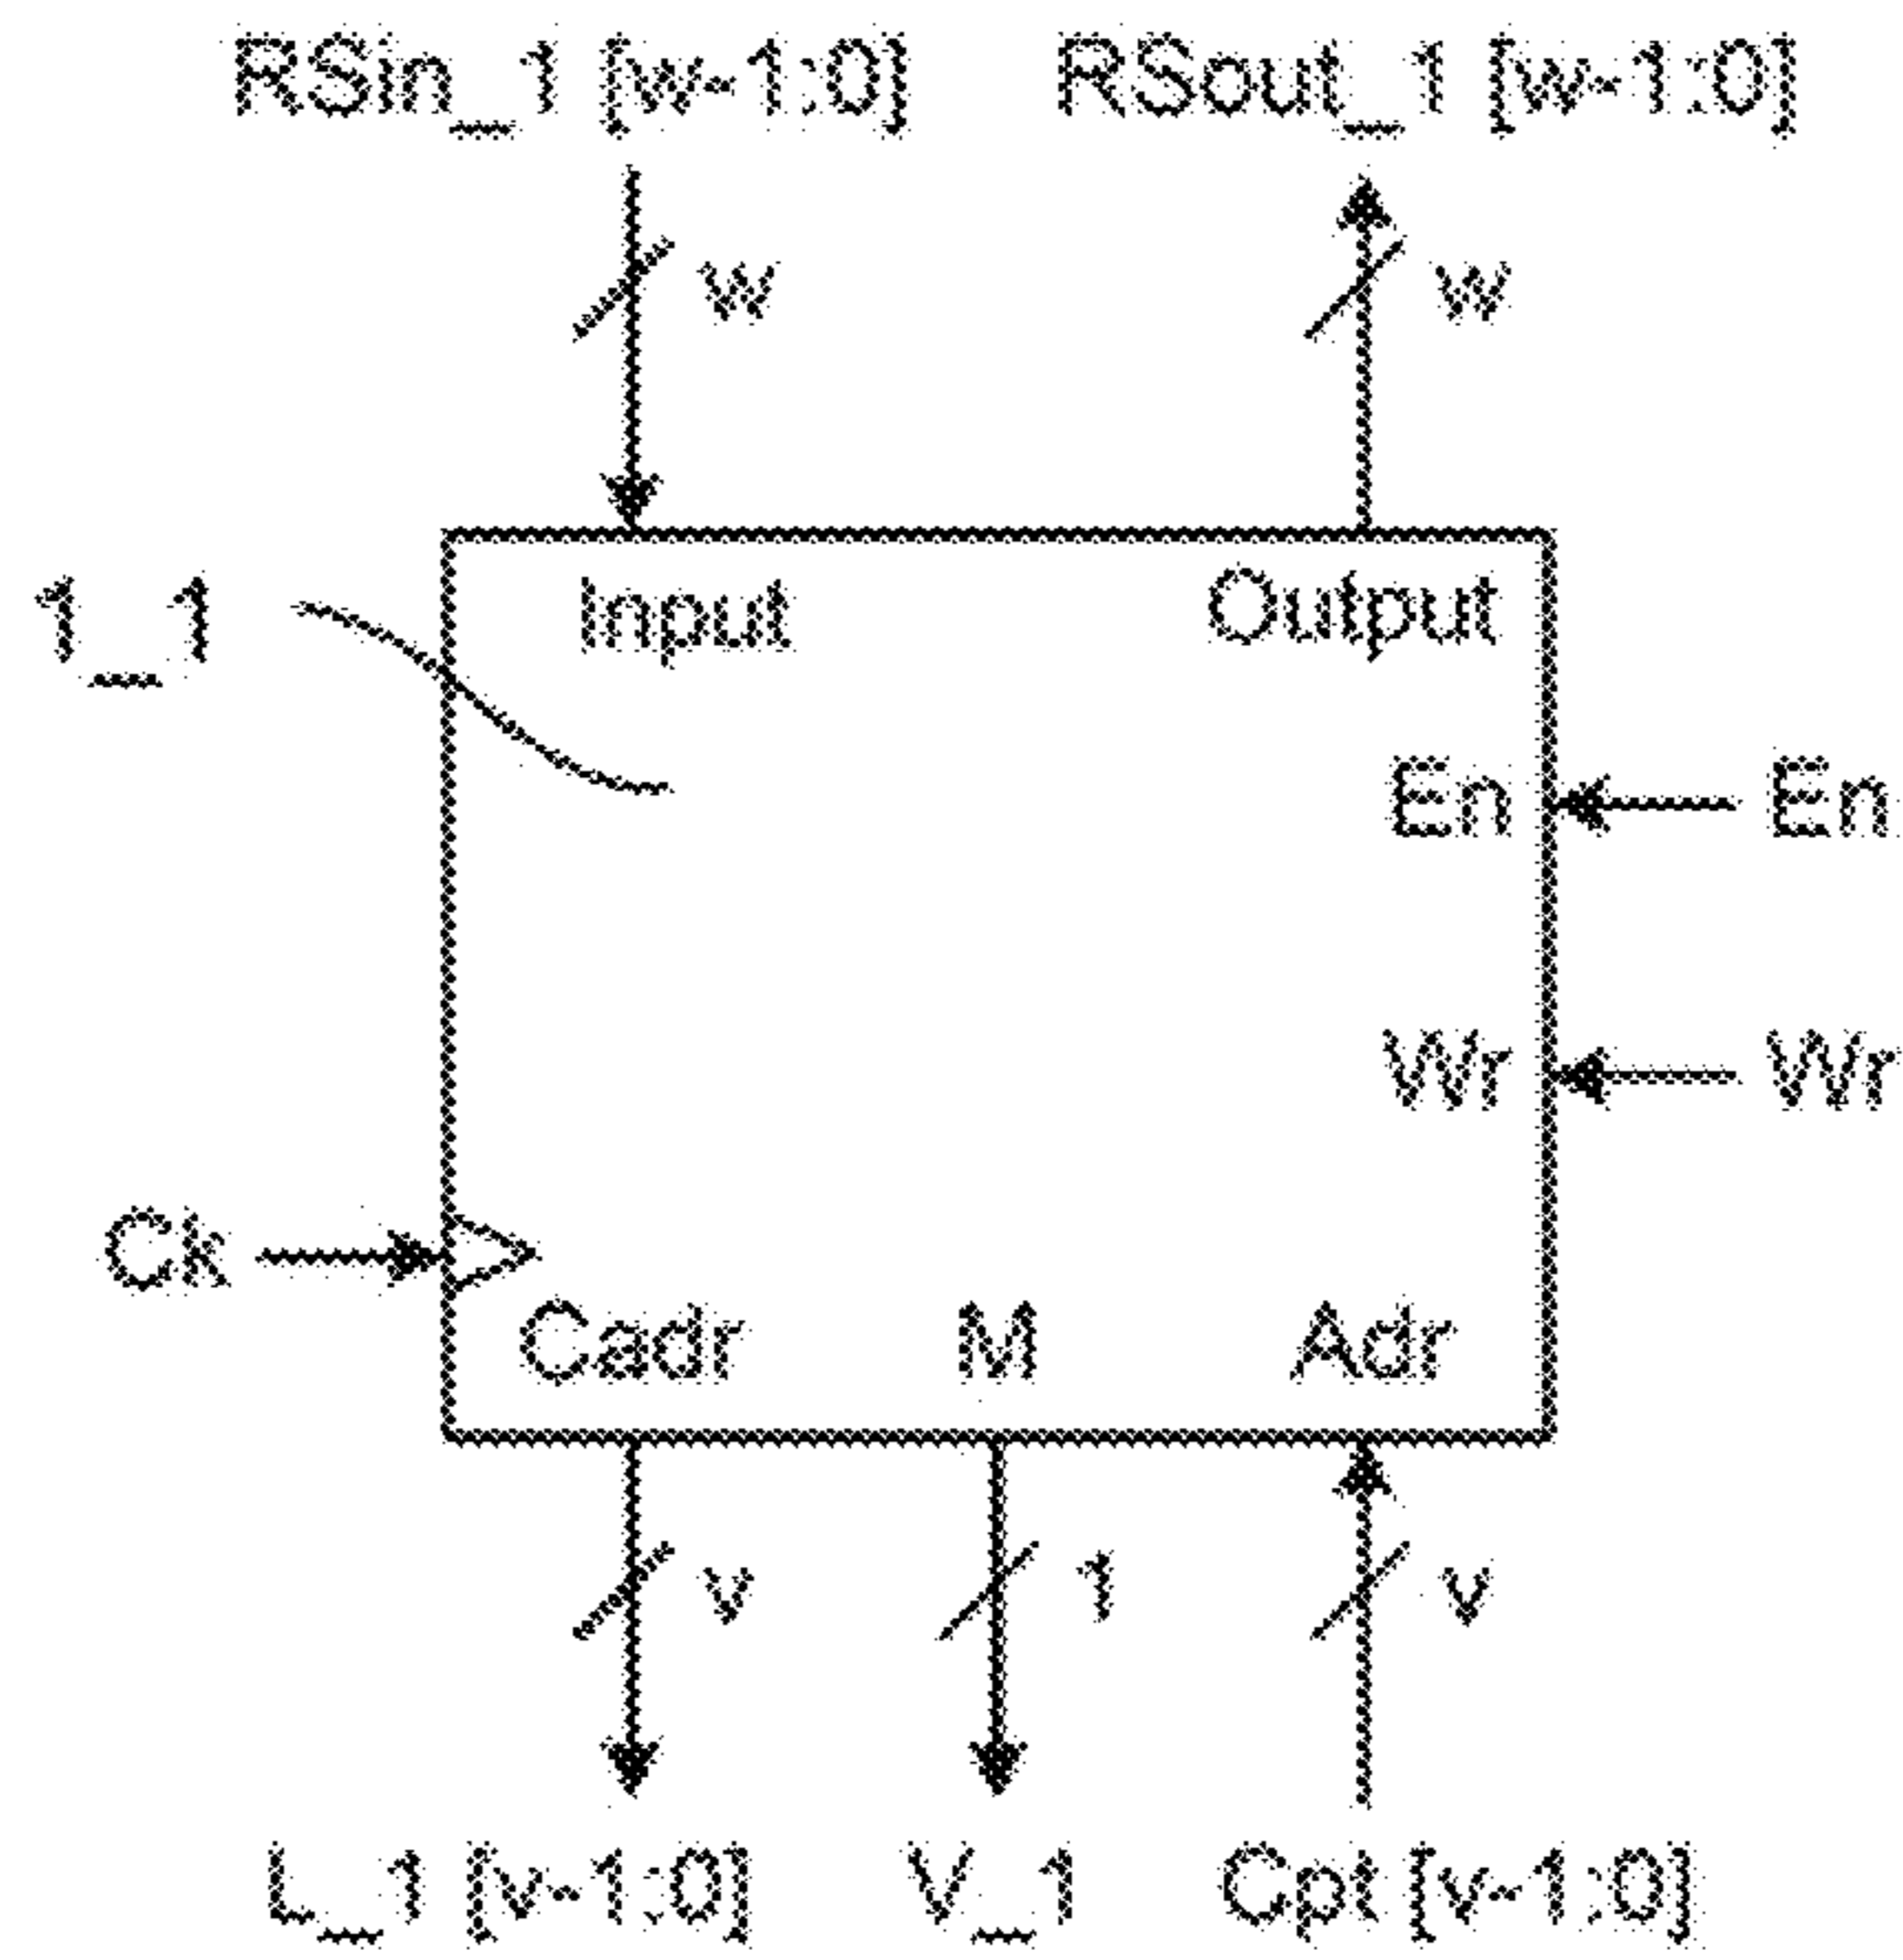 RSin_1 [w-1:0] RSout_1 [w-1:0]
w w
1_1 Input Output
En En
Wr Wr
Ck
Cadr M Adr
v 1 v
L_1 [v-1:0] V_1 Cpt [v-1:0]